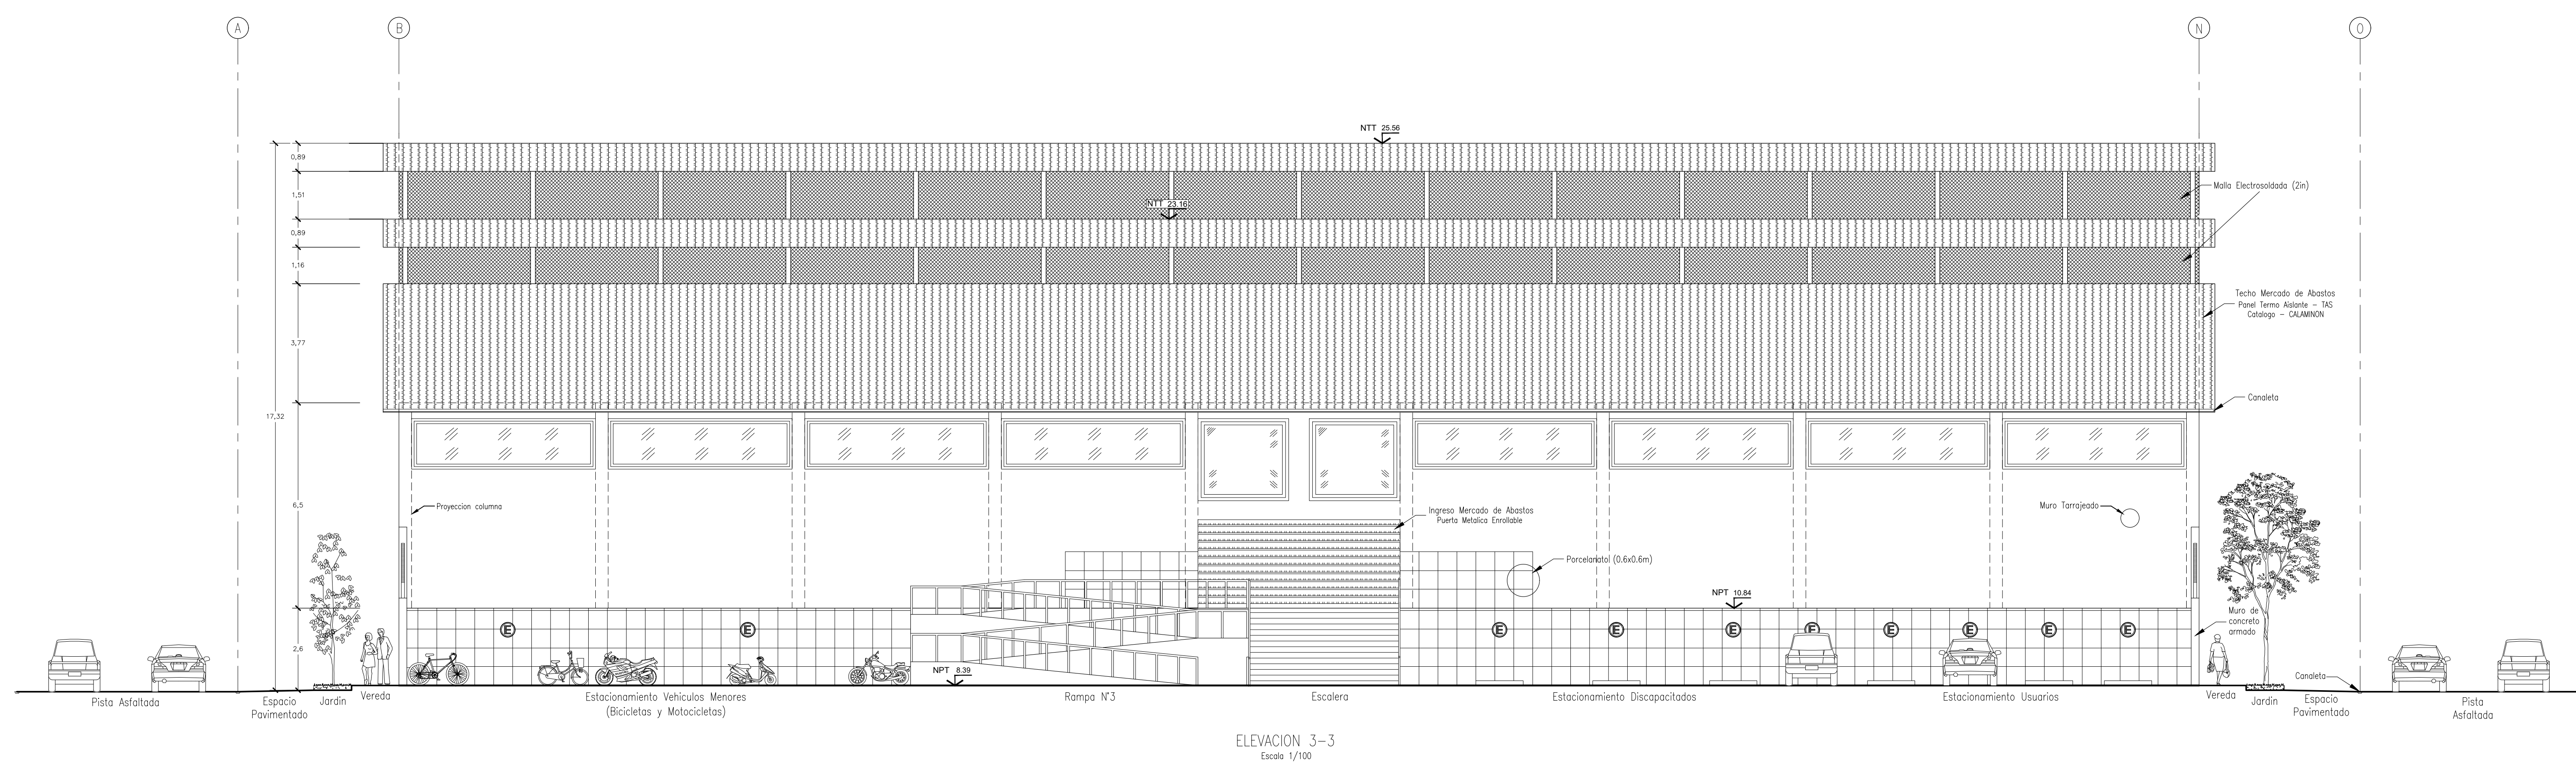 A
B
N
O
NTT 25.56
0,89
1,51
Malla Electrosoldada (2in)
NTT 23.16
0,89
1,16
Techo Mercado de Abastos
Panel Termo Aislante - TAS
Catalogo - CALAMINON
3,77
Canaleta
17,32
6,5
Proyeccion columna
Ingreso Mercado de Abastos
Puerta Metalica Enrollable
Muro Tarrajeado
Porcelanatol (0.6x0.6m)
NPT 10.84
Muro de
concreto
armado
E
E
E
E
E
E
E
E
E
E
2,6
NPT 8.39
Canaleta
Pista Asfaltada
Espacio
Pavimentado
Jardin
Vereda
Estacionamiento Vehiculos Menores
(Bicicletas y Motocicletas)
Rampa N°3
Escalera
Estacionamiento Discapacitados
Estacionamiento Usuarios
Vereda
Jardin
Espacio
Pavimentado
Pista
Asfaltada
ELEVACION 3-3
Escala 1/100